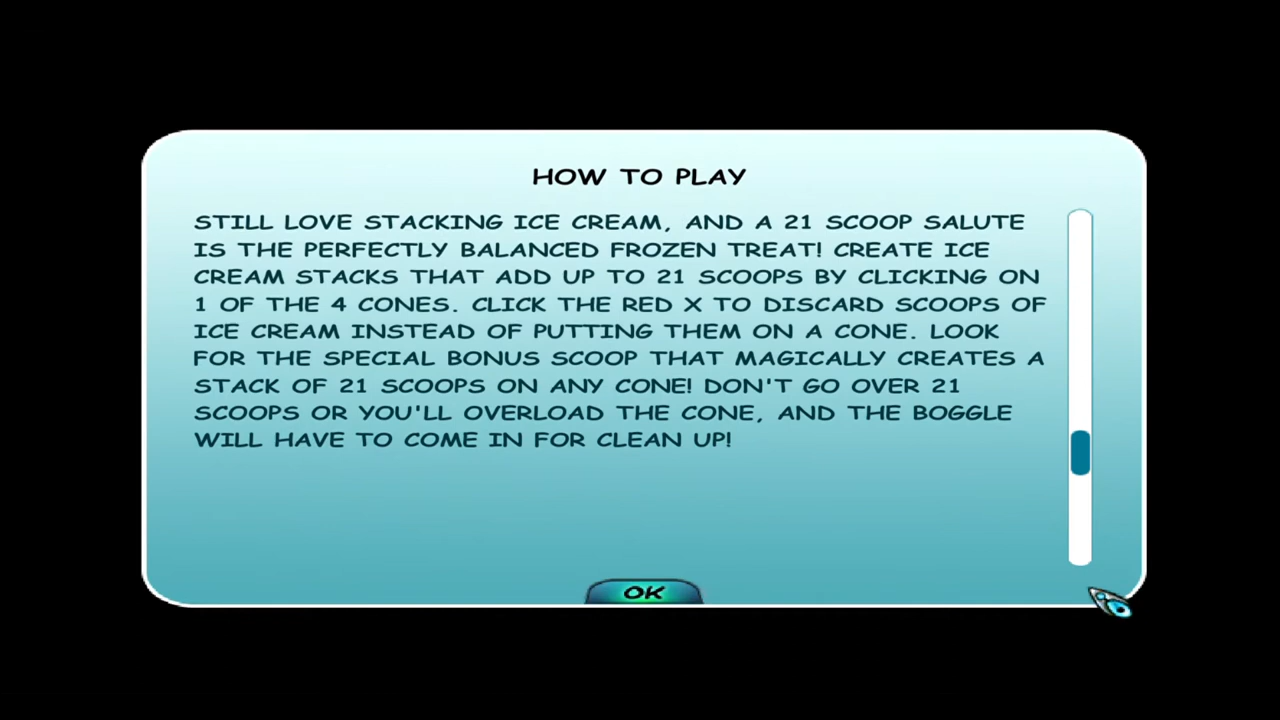 HOW TO PLAY
STILL LOVE STACKING ICE CREAM, AND A 21 SCOOP SALUTE
IS THE PERFECTLY BALANCED FROZEN TREAT! CREATE ICE
CREAM STACKS THAT ADD UP TO 21 SCOOPS BY CLICKING ON
1 OF THE 4 CONES. CLICK THE RED X TO DISCARD SCOOPS OF
ICE CREAM INSTEAD OF PUTTING THEM ON A CONE. LOOK
FOR THE SPECIAL BONUS SCOOP THAT MAGICALLY CREATES A
STACK OF 21 SCOOPS ON ANY CONE! DON'T GO OVER 21
SCOOPS OR YOU'LL OVERLOAD THE CONE, AND THE BOGGLE
WILL HAVE TO COME IN FOR CLEAN UP!
OK